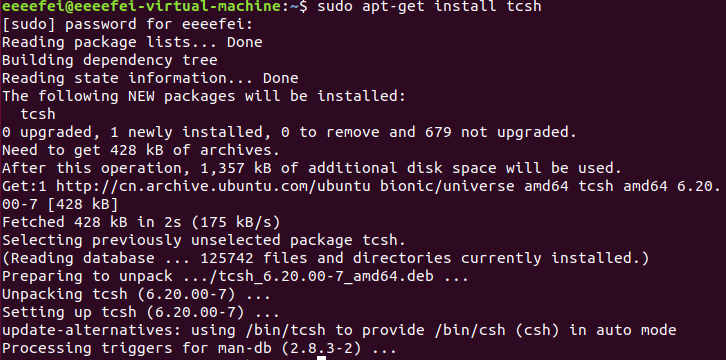 eeeefei@eeeefei-virtual-machine:~$ sudo apt-get install tcsh
[sudo] password for eeeefei:
Reading package lists... Done
Building dependency tree
Reading state information... Done
The following NEW packages will be installed:
  tcsh
0 upgraded, 1 newly installed, 0 to remove and 679 not upgraded.
Need to get 428 kB of archives.
After this operation, 1,357 kB of additional disk space will be used.
Get:1 http://cn.archive.ubuntu.com/ubuntu bionic/universe amd64 tcsh amd64 6.20.
00-7 [428 kB]
Fetched 428 kB in 2s (175 kB/s)
Selecting previously unselected package tcsh.
(Reading database ... 125742 files and directories currently installed.)
Preparing to unpack .../tcsh_6.20.00-7_amd64.deb ...
Unpacking tcsh (6.20.00-7) ...
Setting up tcsh (6.20.00-7) ...
update-alternatives: using /bin/tcsh to provide /bin/csh (csh) in auto mode
Processing triggers for man-db (2.8.3-2) ...